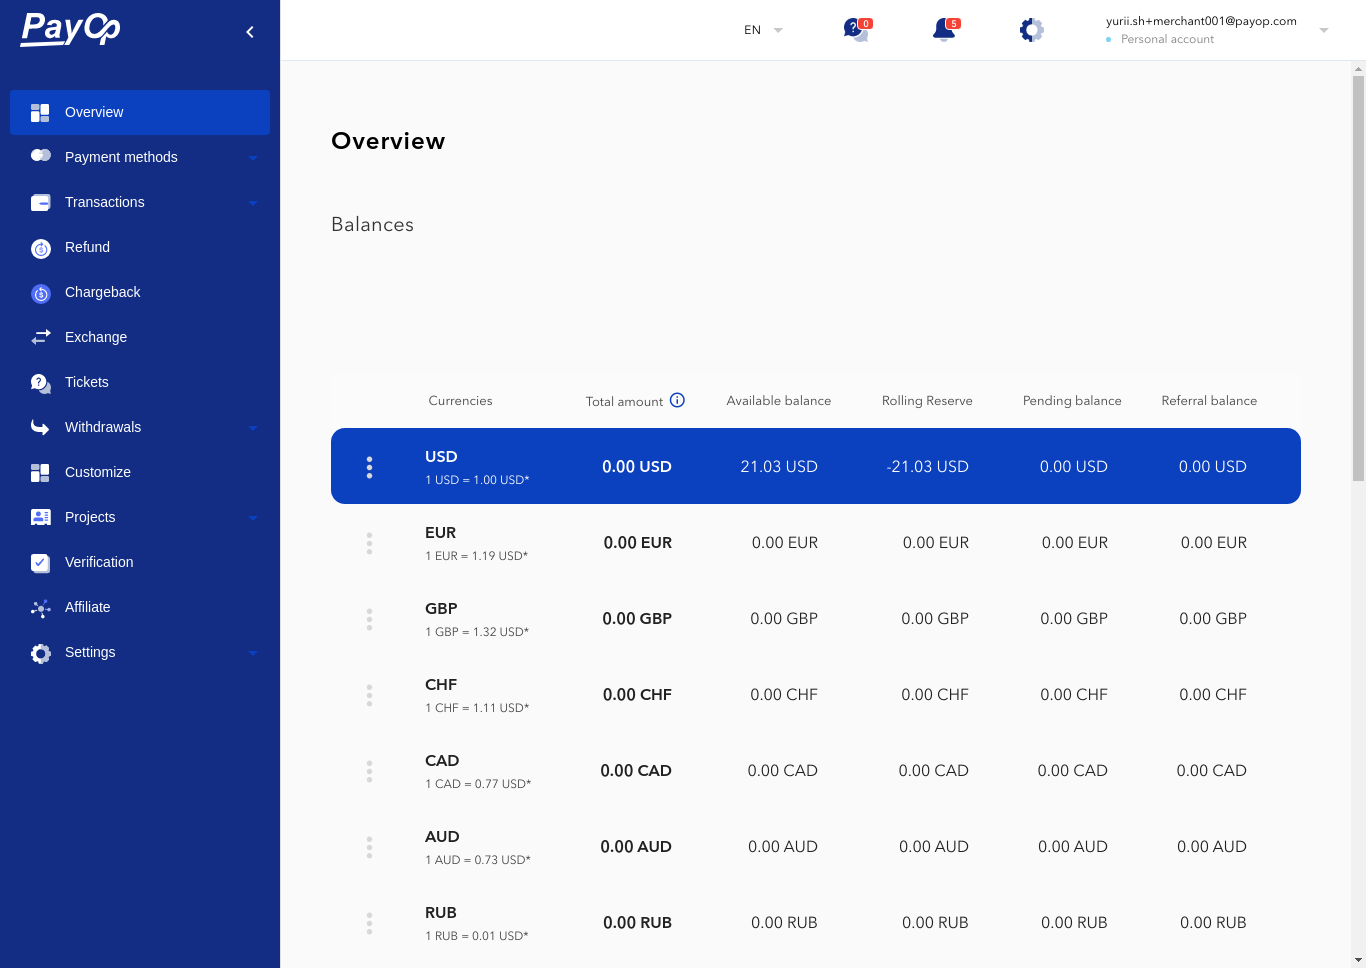 PayOp
EN
0
5
yurii.sh+merchant001@payop.com
Personal account
Overview
Payment methods
Transactions
Refund
Chargeback
Exchange
Tickets
Withdrawals
Customize
Projects
Verification
Affiliate
Settings
Overview
Balances
Currencies Total amount Available balance Rolling Reserve Pending balance Referral balance
USD
1 USD = 1.00 USD*
0.00 USD 21.03 USD -21.03 USD 0.00 USD 0.00 USD
EUR
1 EUR = 1.19 USD*
0.00 EUR 0.00 EUR 0.00 EUR 0.00 EUR 0.00 EUR
GBP
1 GBP = 1.32 USD*
0.00 GBP 0.00 GBP 0.00 GBP 0.00 GBP 0.00 GBP
CHF
1 CHF = 1.11 USD*
0.00 CHF 0.00 CHF 0.00 CHF 0.00 CHF 0.00 CHF
CAD
1 CAD = 0.77 USD*
0.00 CAD 0.00 CAD 0.00 CAD 0.00 CAD 0.00 CAD
AUD
1 AUD = 0.73 USD*
0.00 AUD 0.00 AUD 0.00 AUD 0.00 AUD 0.00 AUD
RUB
1 RUB = 0.01 USD*
0.00 RUB 0.00 RUB 0.00 RUB 0.00 RUB 0.00 RUB